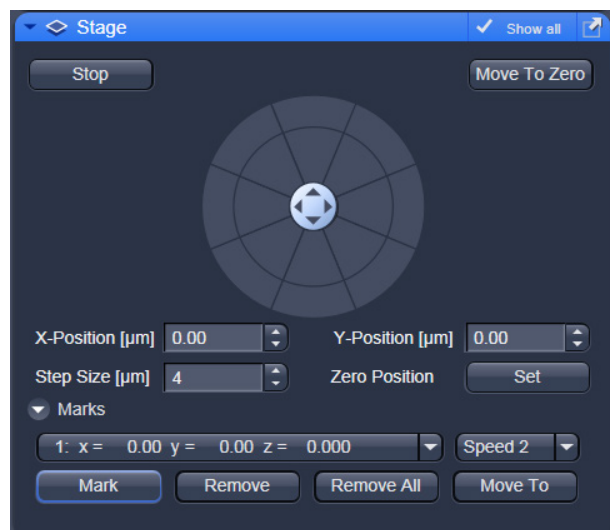 Stage Show all
Stop Move To Zero
X-Position [µm] 0.00 Y-Position [µm] 0.00
Step Size [µm] 4 Zero Position Set
Marks
1: x = 0.00 y = 0.00 z = 0.000 Speed 2
Mark Remove Remove All Move To